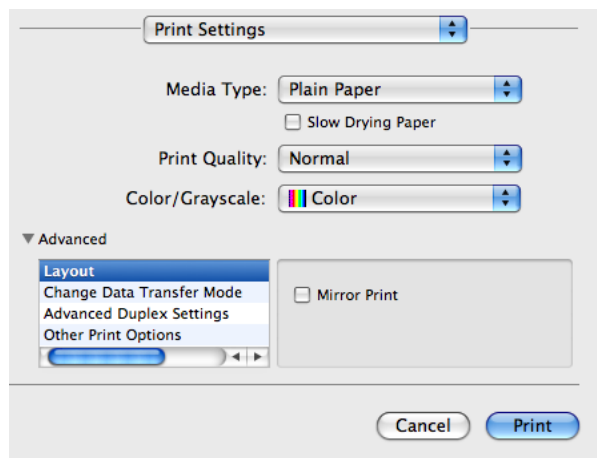 Print Settings
Media Type: Plain Paper
Slow Drying Paper
Print Quality: Normal
Color/Grayscale: Color
Advanced
Layout
Change Data Transfer Mode
Advanced Duplex Settings
Other Print Options
Mirror Print
Cancel Print